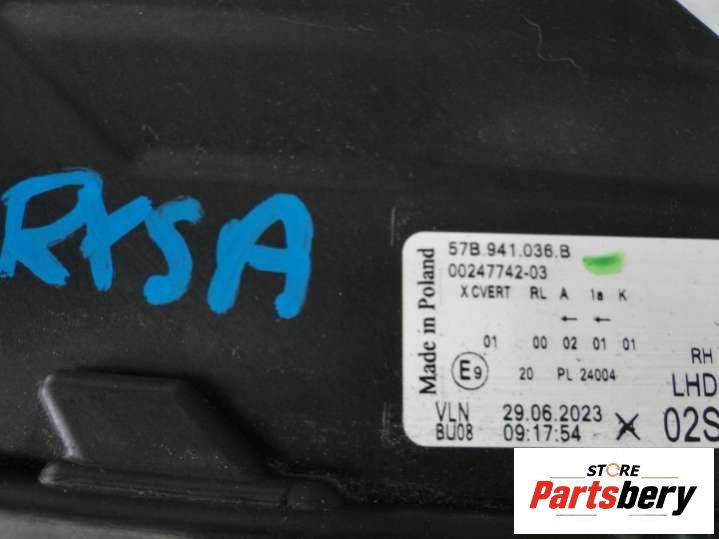 RYSA
Made in Poland
57B.941.036.B
00247742-03
X CVERT RL A 1a K
← ←
01 00 02 01 01
E9 20 PL 24004
RH
LHD
VLN 29.06.2023
BU08 09:17:54
02S
STORE
Partsbery